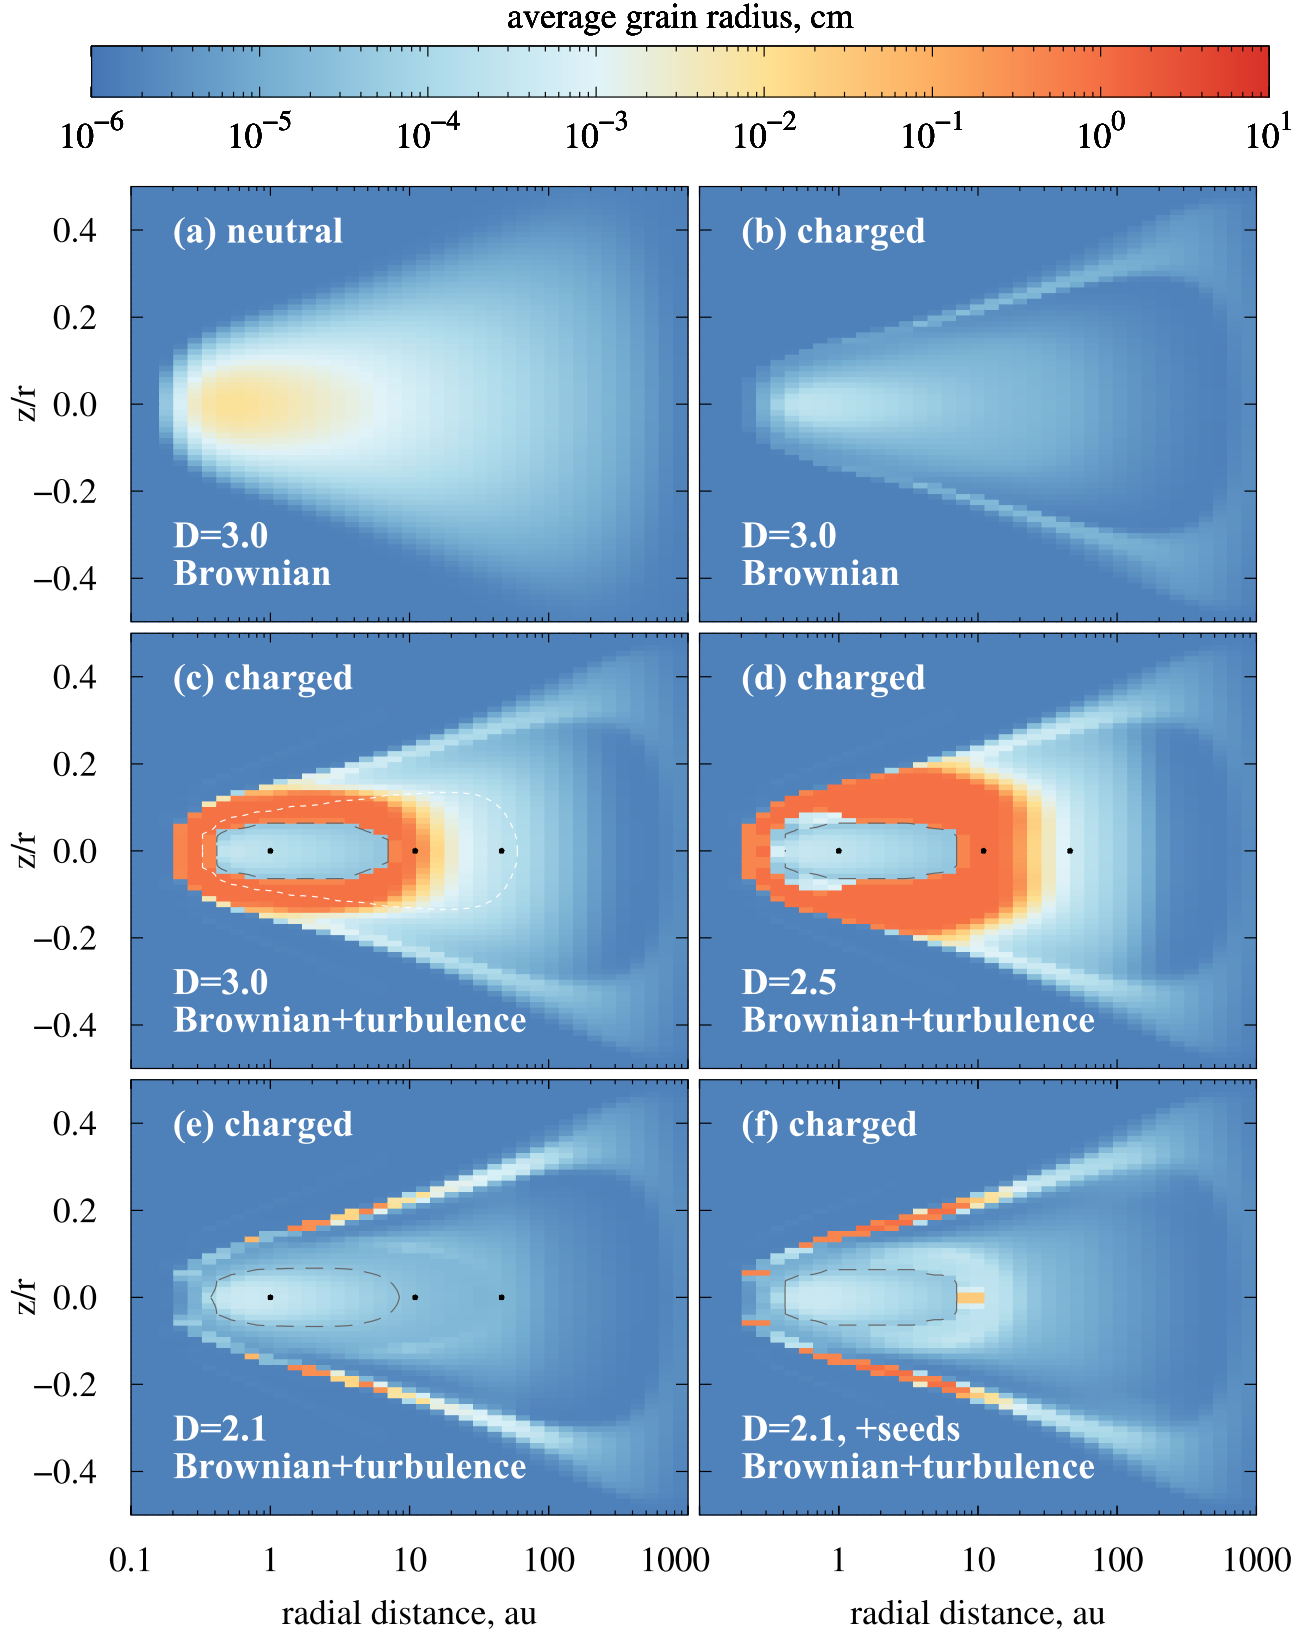 average grain radius, cm
10⁻⁶ 10⁻⁵ 10⁻⁴ 10⁻³ 10⁻² 10⁻¹ 10⁰ 10¹
(a) neutral
(b) charged
0.4
0.2
z/r
0.0
−0.2
−0.4
D=3.0
Brownian
D=3.0
Brownian
(c) charged
(d) charged
0.4
0.2
z/r
0.0
−0.2
−0.4
D=3.0
Brownian+turbulence
D=2.5
Brownian+turbulence
(e) charged
(f) charged
0.4
0.2
z/r
0.0
−0.2
−0.4
D=2.1
Brownian+turbulence
D=2.1, +seeds
Brownian+turbulence
0.1 1 10 100 1000 1 10 100 1000
radial distance, au
radial distance, au